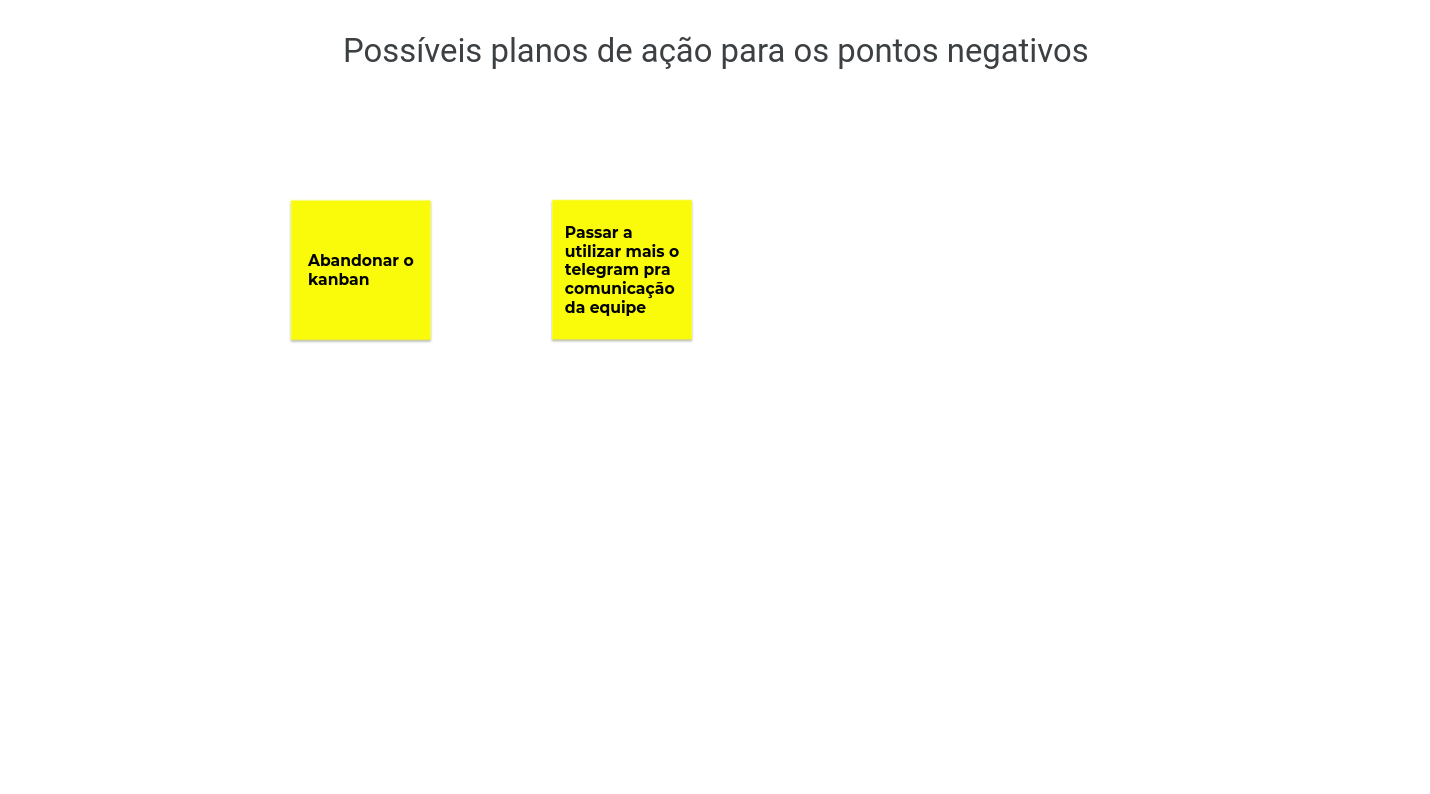 Possíveis planos de ação para os pontos negativos
Abandonar o
kanban
Passar a
utilizar mais o
telegram pra
comunicação
da equipe